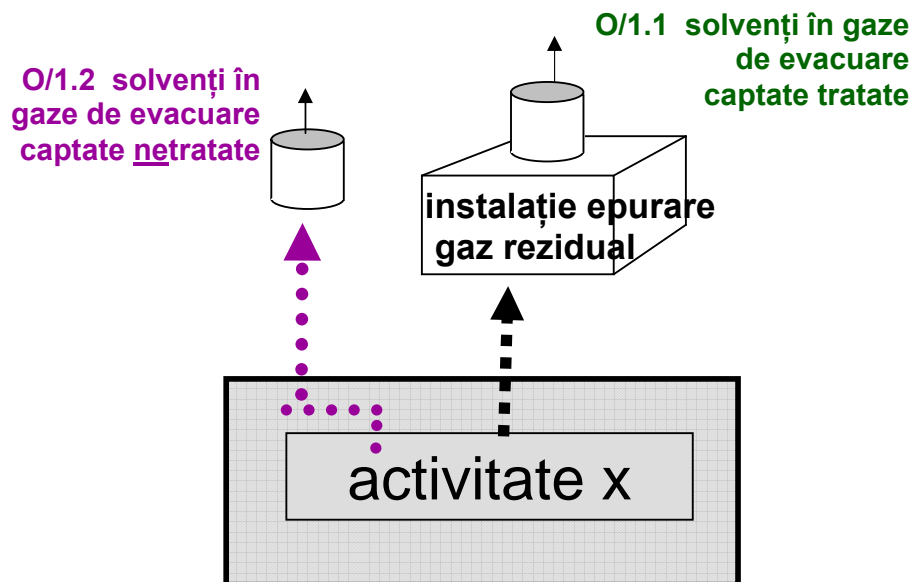 O/1.1 solvenți în gaze
de evacuare
captate tratate
O/1.2 solvenți în
gaze de evacuare
captate netratate
instalație epurare
gaz rezidual
activitate x